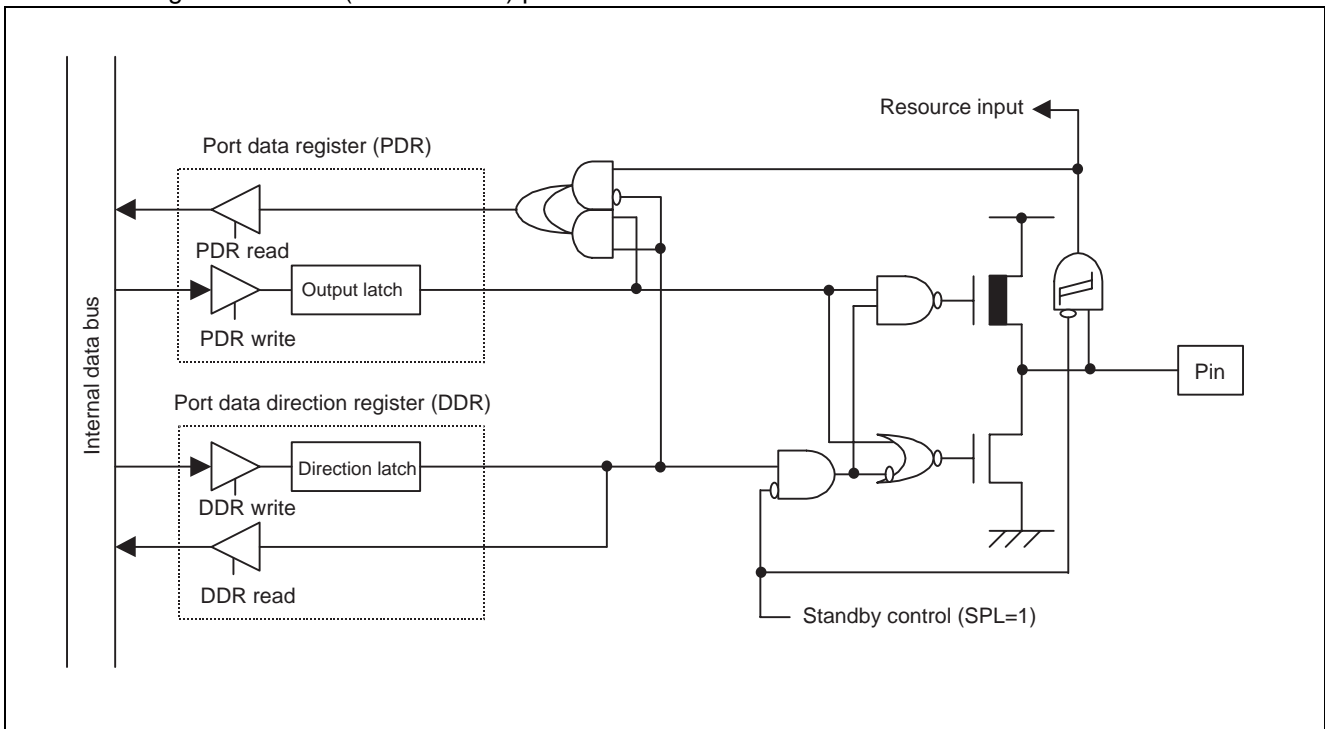 Resource input
Port data register (PDR)
PDR read
Output latch
PDR write
Internal data bus
Pin
Port data direction register (DDR)
Direction latch
DDR write
DDR read
Standby control (SPL=1)